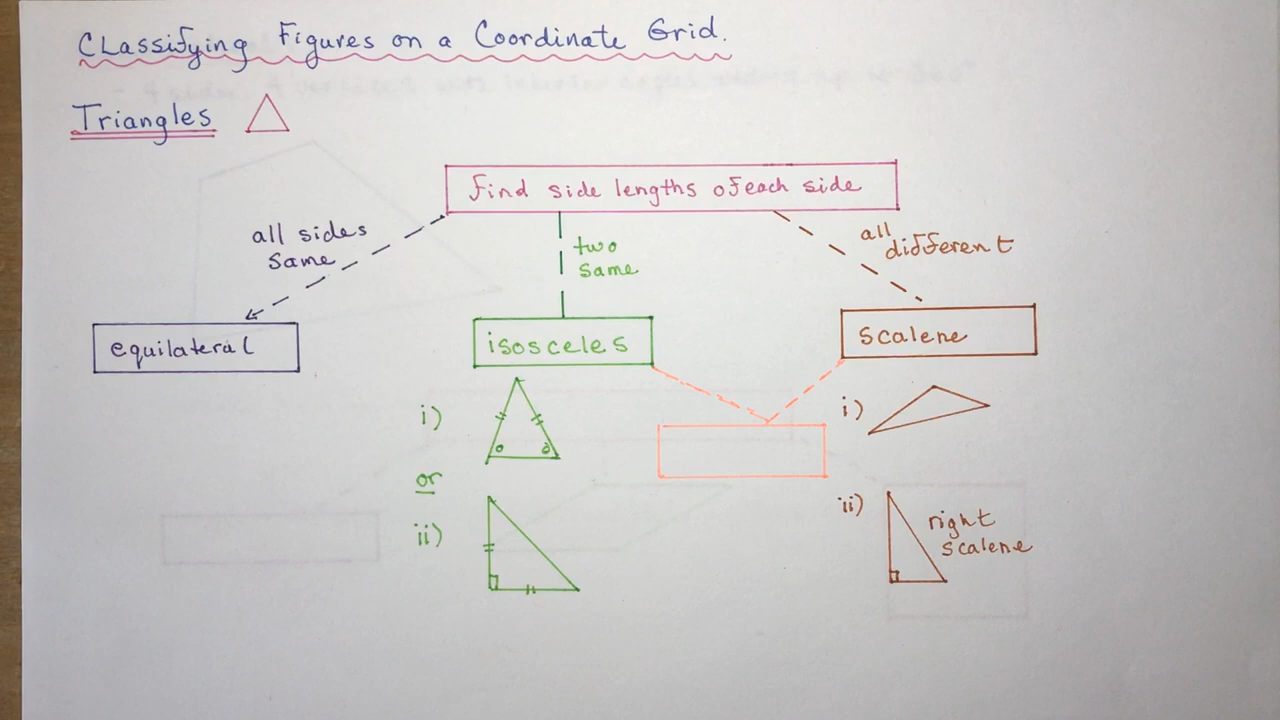 Classifying Figures on a Coordinate Grid.
Triangles
Find side lengths of each side
all sides
same
two
same
all
different
equilateral
isosceles
scalene
i)
or
ii)
i)
ii)
right
scalene